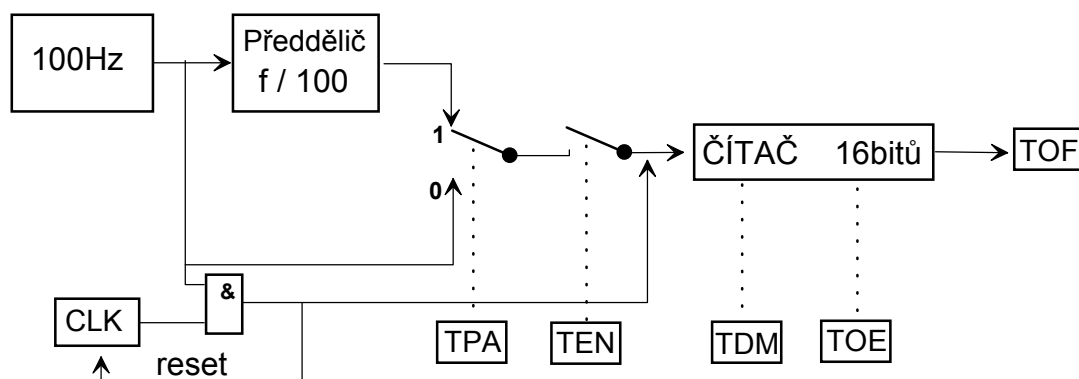 100Hz
Předdělič
f / 100
1
0
ČÍTAČ 16bitů
TOF
&
CLK
reset
TPA
TEN
TDM
TOE